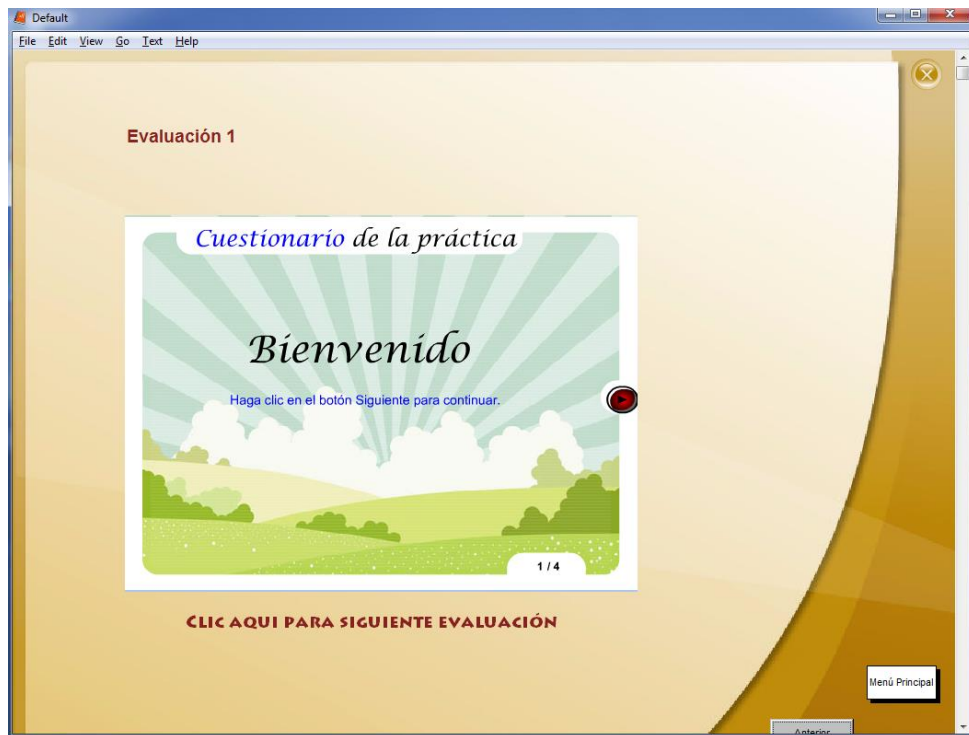 Default
File Edit View Go Text Help
Evaluación 1
Cuestionario de la práctica
Bienvenido
Haga clic en el botón Siguiente para continuar.
1 / 4
CLIC AQUI PARA SIGUIENTE EVALUACIÓN
Menú Principal
Anterior